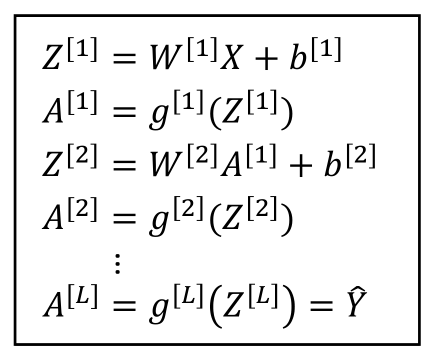 Z^{[1]} = W^{[1]}X + b^{[1]}
A^{[1]} = g^{[1]}(Z^{[1]})
Z^{[2]} = W^{[2]}A^{[1]} + b^{[2]}
A^{[2]} = g^{[2]}(Z^{[2]})
⋮
A^{[L]} = g^{[L]}(Z^{[L]}) = Ŷ